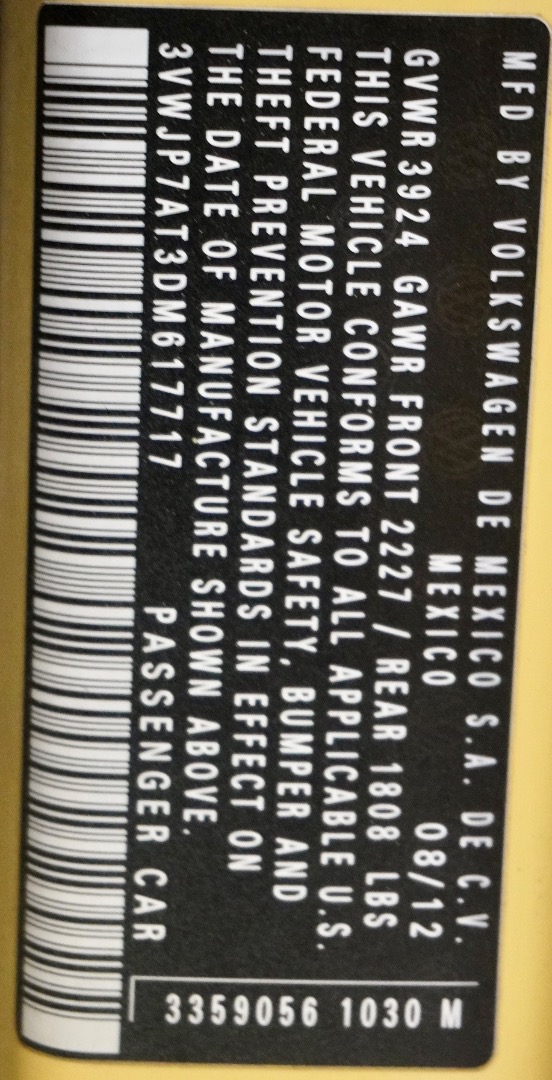 MFD BY VOLKSWAGEN DE MEXICO S.A. DE C.V.
MEXICO 08/12
GVWR 3924 GAWR FRONT 2227 / REAR 1808 LBS
THIS VEHICLE CONFORMS TO ALL APPLICABLE U.S.
FEDERAL MOTOR VEHICLE SAFETY, BUMPER AND
THEFT PREVENTION STANDARDS IN EFFECT ON
THE DATE OF MANUFACTURE SHOWN ABOVE.
3VWJP7AT3DM617717 PASSENGER CAR
3359056 1030 M